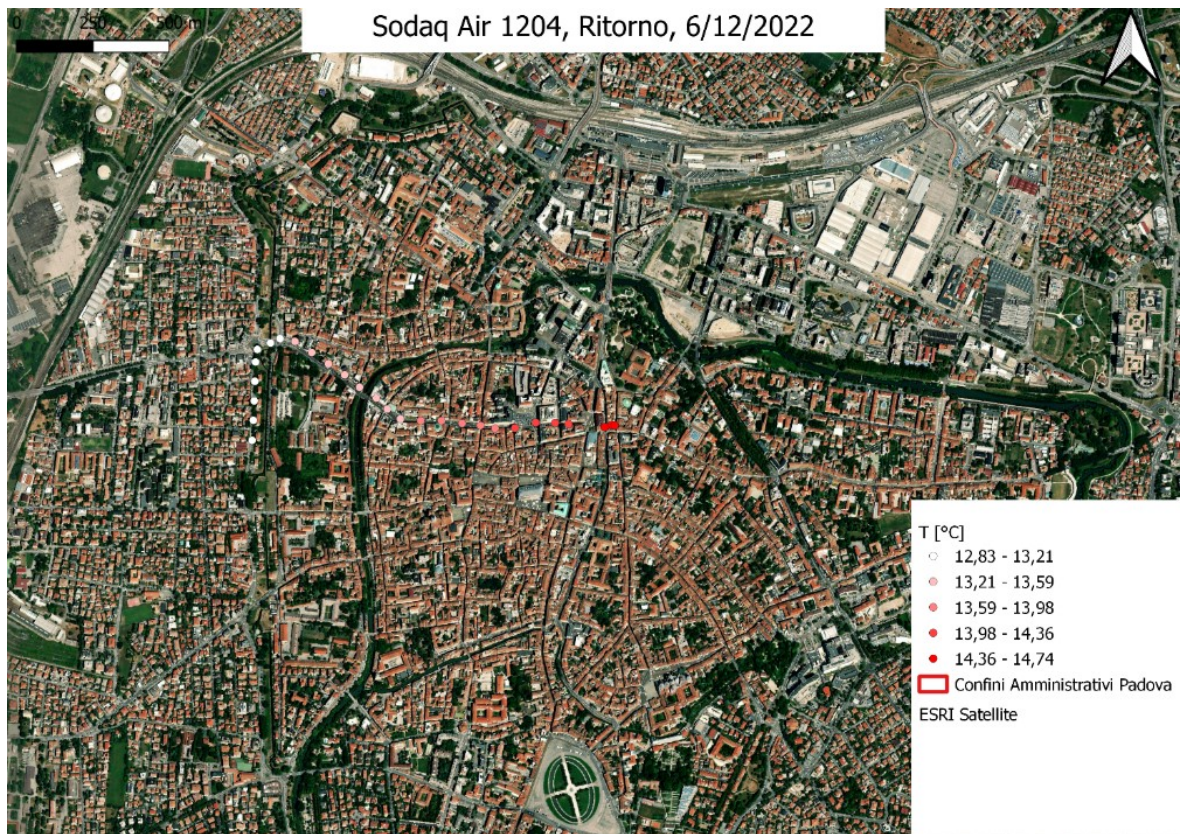 0 250 500 m
Sodaq Air 1204, Ritorno, 6/12/2022
T [°C]
12,83 - 13,21
13,21 - 13,59
13,59 - 13,98
13,98 - 14,36
14,36 - 14,74
Confini Amministrativi Padova
ESRI Satellite